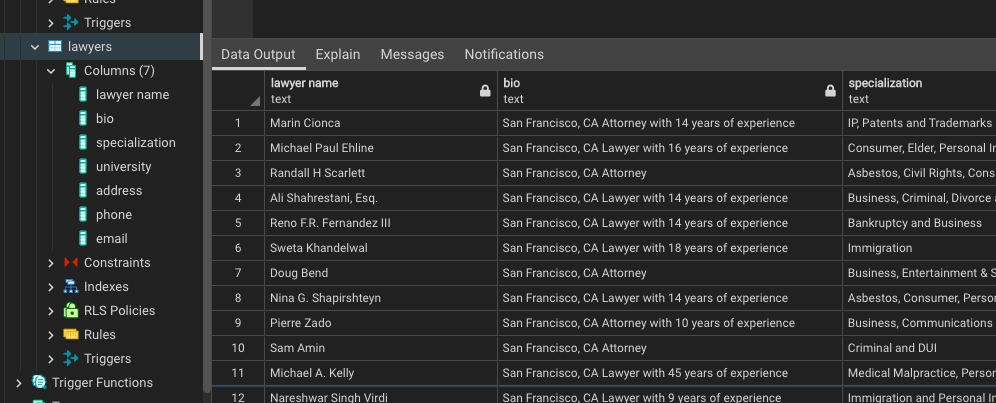 Rules
Triggers
lawyers
Columns (7)
lawyer name
bio
specialization
university
address
phone
email
Constraints
Indexes
RLS Policies
Rules
Triggers
Trigger Functions
Data Output Explain Messages Notifications
lawyer name bio specialization
text text text
1 Marin Cionca San Francisco, CA Attorney with 14 years of experience IP, Patents and Trademarks
2 Michael Paul Ehline San Francisco, CA Lawyer with 16 years of experience Consumer, Elder, Personal In
3 Randall H Scarlett San Francisco, CA Attorney Asbestos, Civil Rights, Cons
4 Ali Shahrestani, Esq. San Francisco, CA Lawyer with 14 years of experience Business, Criminal, Divorce
5 Reno F.R. Fernandez III San Francisco, CA Lawyer with 14 years of experience Bankruptcy and Business
6 Sweta Khandelwal San Francisco, CA Lawyer with 18 years of experience Immigration
7 Doug Bend San Francisco, CA Attorney Business, Entertainment & S
8 Nina G. Shapirshteyn San Francisco, CA Lawyer with 14 years of experience Asbestos, Consumer, Person
9 Pierre Zado San Francisco, CA Attorney with 10 years of experience Business, Communications
10 Sam Amin San Francisco, CA Attorney Criminal and DUI
11 Michael A. Kelly San Francisco, CA Lawyer with 45 years of experience Medical Malpractice, Person
12 Nareshwar Singh Virdi San Francisco, CA Lawyer with 9 years of experience Immigration and Personal In